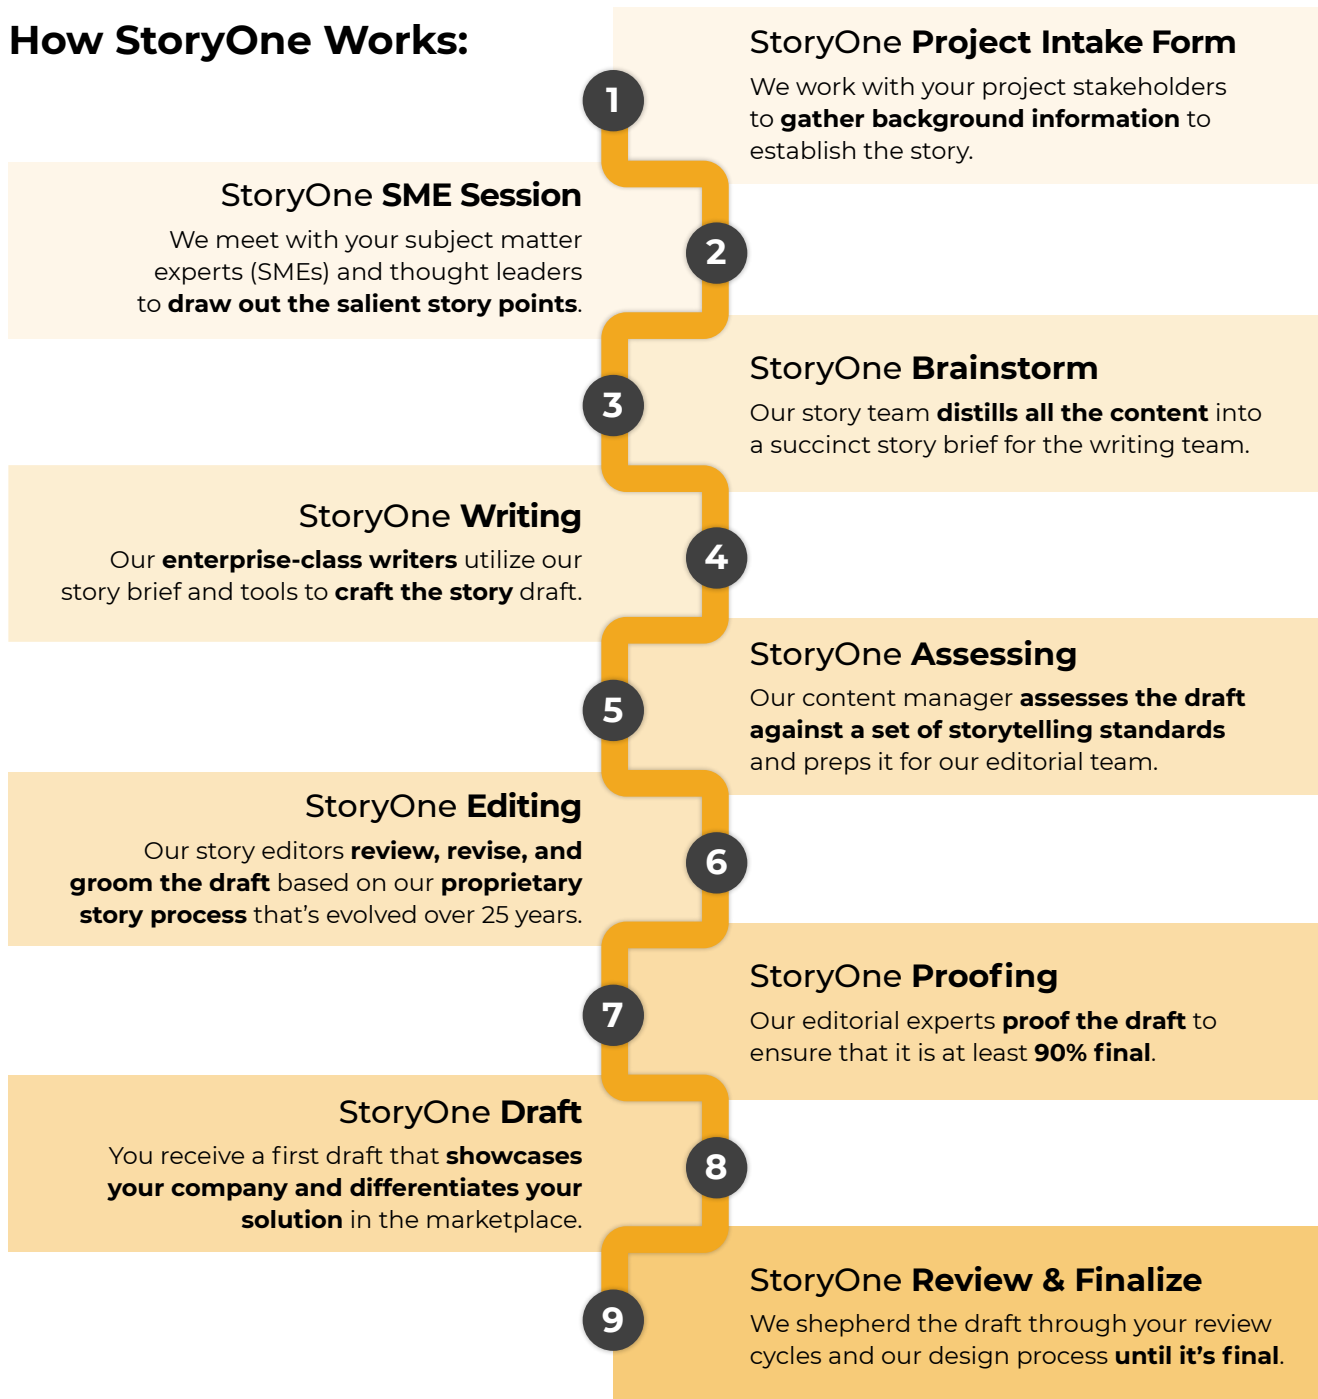 How StoryOne Works:
1
StoryOne Project Intake Form
We work with your project stakeholders
to gather background information to
establish the story.
2
StoryOne SME Session
We meet with your subject matter
experts (SMEs) and thought leaders
to draw out the salient story points.
3
StoryOne Brainstorm
Our story team distills all the content into
a succinct story brief for the writing team.
4
StoryOne Writing
Our enterprise-class writers utilize our
story brief and tools to craft the story draft.
5
StoryOne Assessing
Our content manager assesses the draft
against a set of storytelling standards
and preps it for our editorial team.
6
StoryOne Editing
Our story editors review, revise, and
groom the draft based on our proprietary
story process that’s evolved over 25 years.
7
StoryOne Proofing
Our editorial experts proof the draft to
ensure that it is at least 90% final.
8
StoryOne Draft
You receive a first draft that showcases
your company and differentiates your
solution in the marketplace.
9
StoryOne Review & Finalize
We shepherd the draft through your review
cycles and our design process until it’s final.